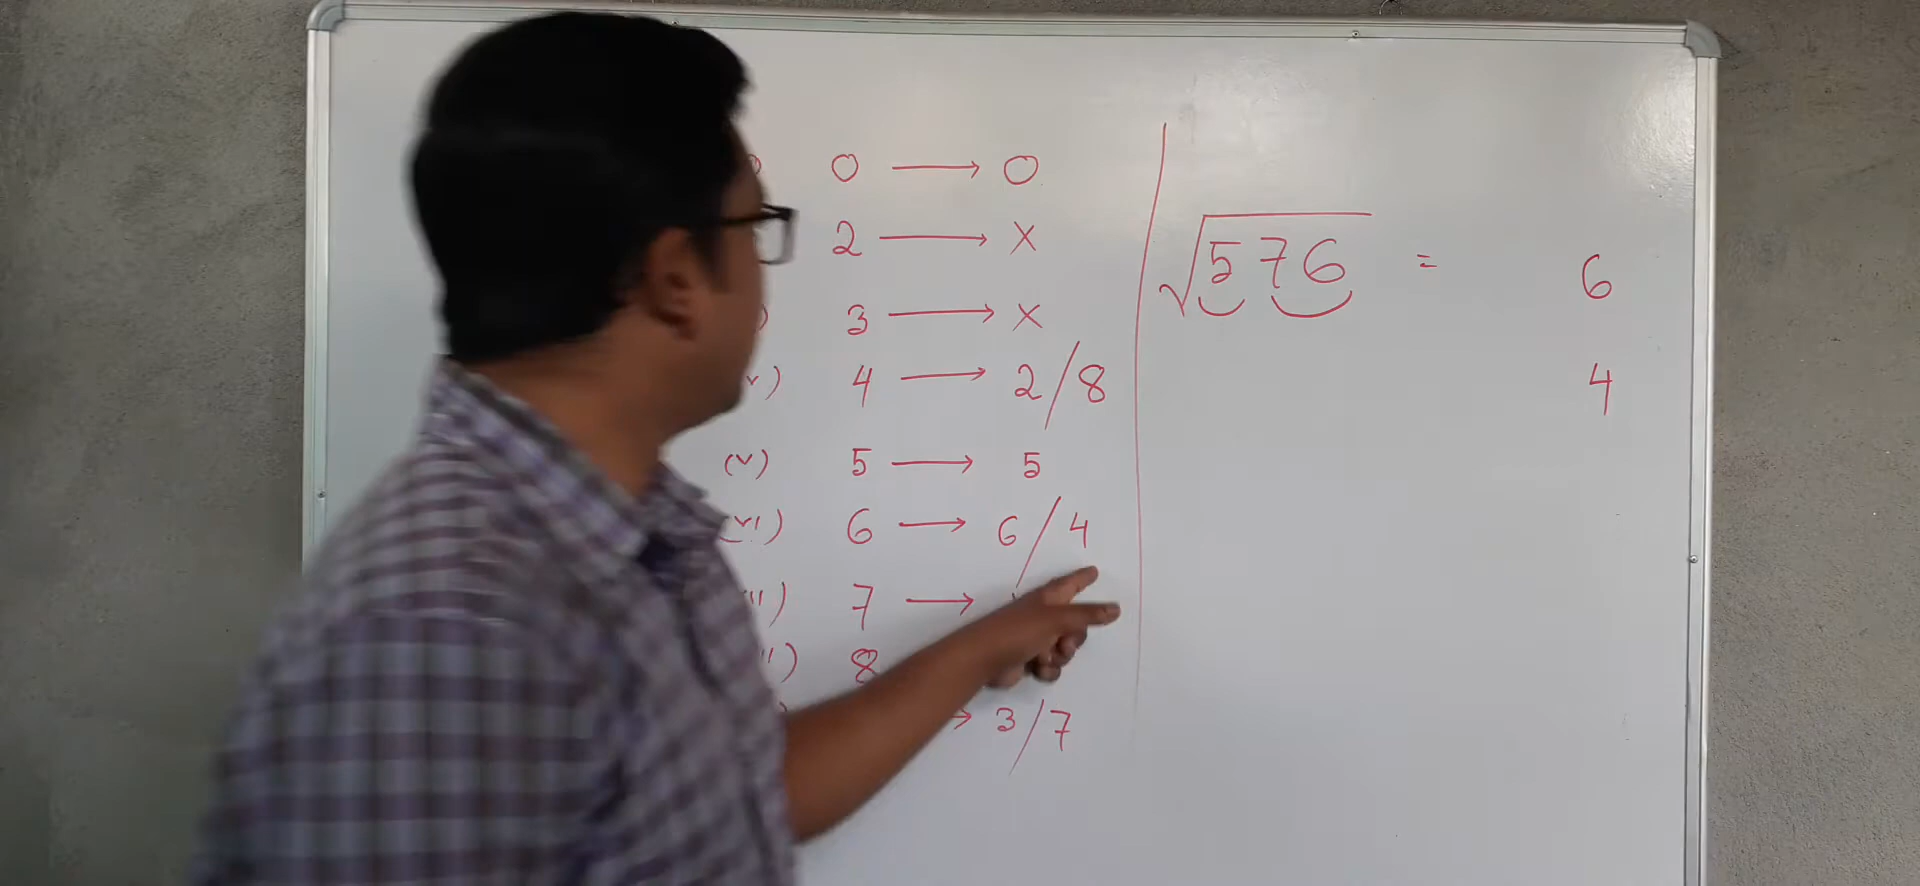 0 → 0
2 → X
3 → X
4 → 2/8
(v) 5 → 5
(vi) 6 → 6/4
7 →
8
→ 3/7
√576 = 6
4